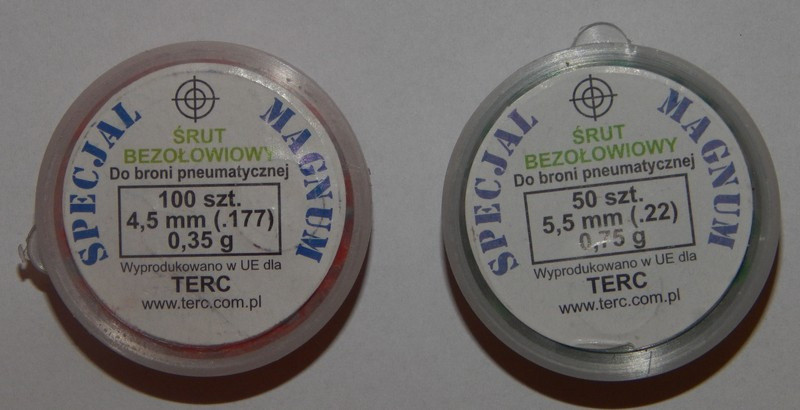 SPECJAL MAGNUM
ŚRUT
BEZOŁOWIOWY
Do broni pneumatycznej
100 szt.
4,5 mm (.177)
0,35 g
Wyprodukowano w UE dla
TERC
www.terc.com.pl
SPECJAL MAGNUM
ŚRUT
BEZOŁOWIOWY
Do broni pneumatycznej
50 szt.
5,5 mm (.22)
0,75 g
Wyprodukowano w UE dla
TERC
www.terc.com.pl